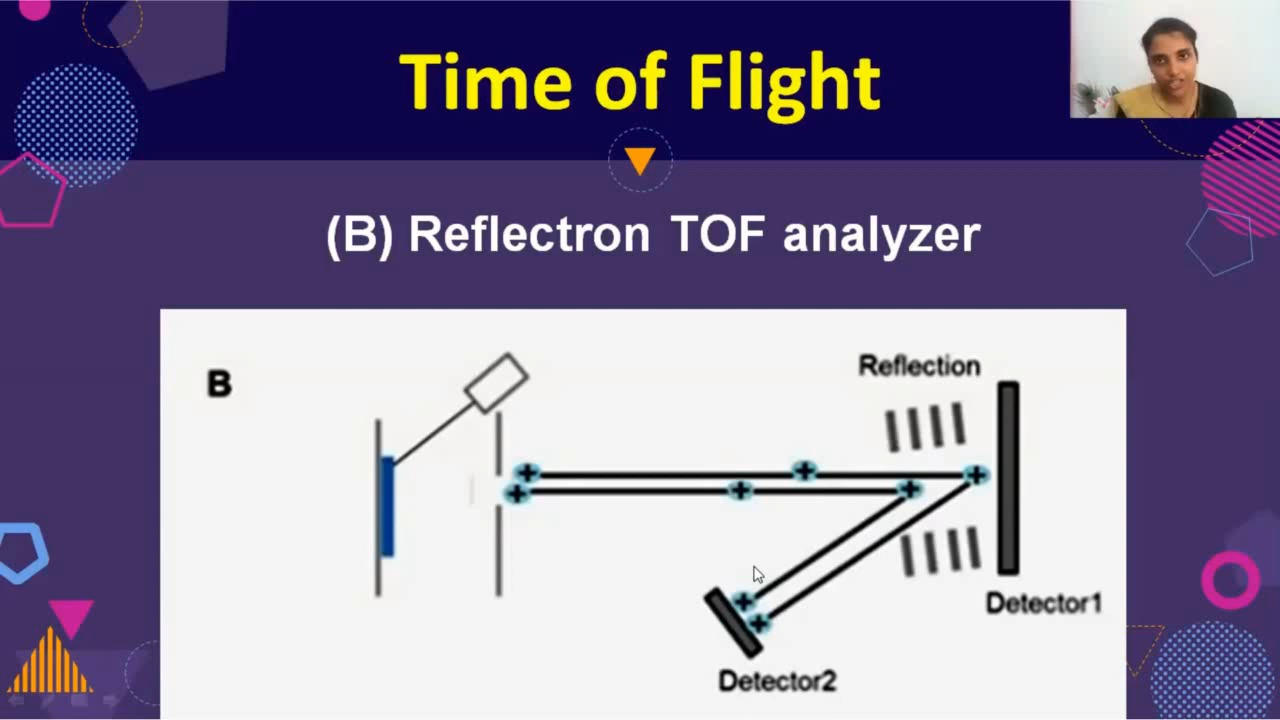 Time of Flight
(B) Reflectron TOF analyzer
B
Reflection
Detector1
Detector2